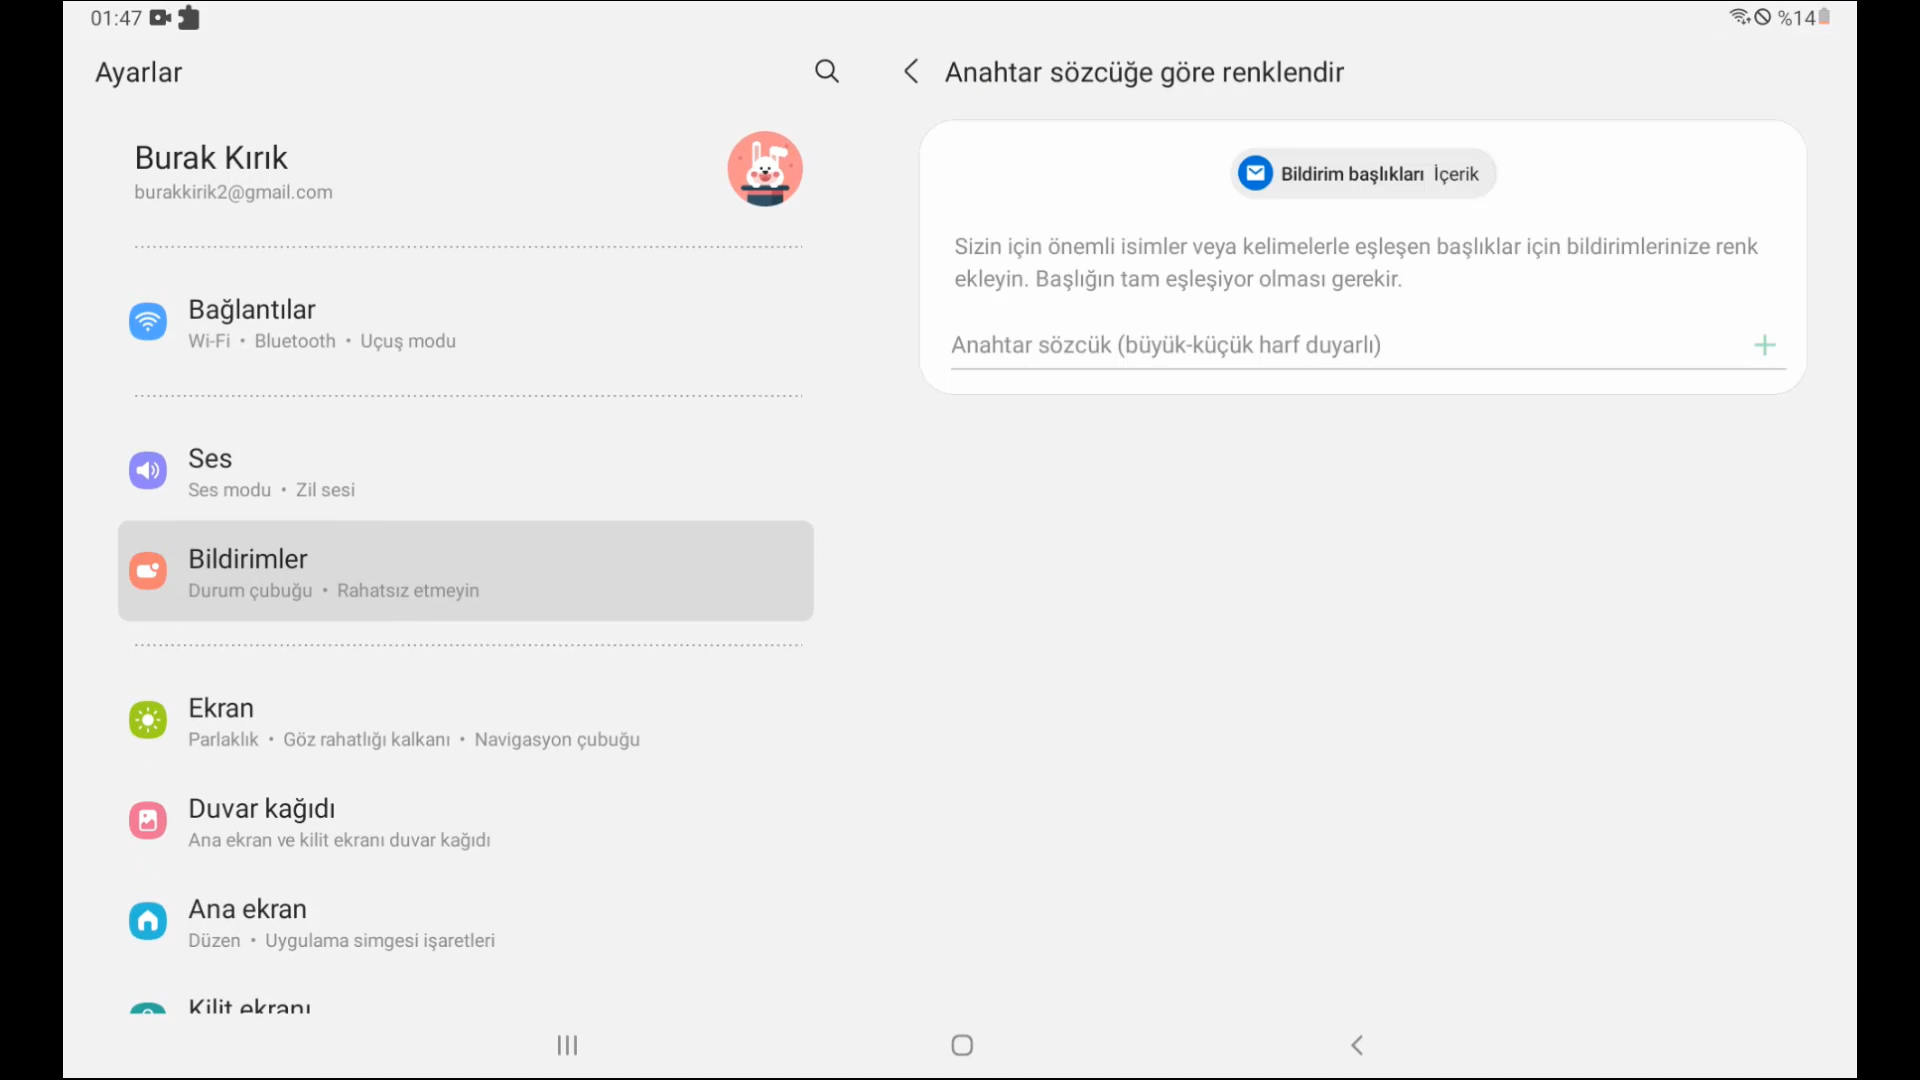 01:47
%14
Ayarlar
Burak Kırık
burakkirik2@gmail.com
Bağlantılar
Wi-Fi • Bluetooth • Uçuş modu
Ses
Ses modu • Zil sesi
Bildirimler
Durum çubuğu • Rahatsız etmeyin
Ekran
Parlaklık • Göz rahatlığı kalkanı • Navigasyon çubuğu
Duvar kağıdı
Ana ekran ve kilit ekranı duvar kağıdı
Ana ekran
Düzen • Uygulama simgesi işaretleri
Kilit ekranı
Anahtar sözcüğe göre renklendir
Bildirim başlıkları İçerik
Sizin için önemli isimler veya kelimelerle eşleşen başlıklar için bildirimlerinize renk
ekleyin. Başlığın tam eşleşiyor olması gerekir.
Anahtar sözcük (büyük-küçük harf duyarlı)